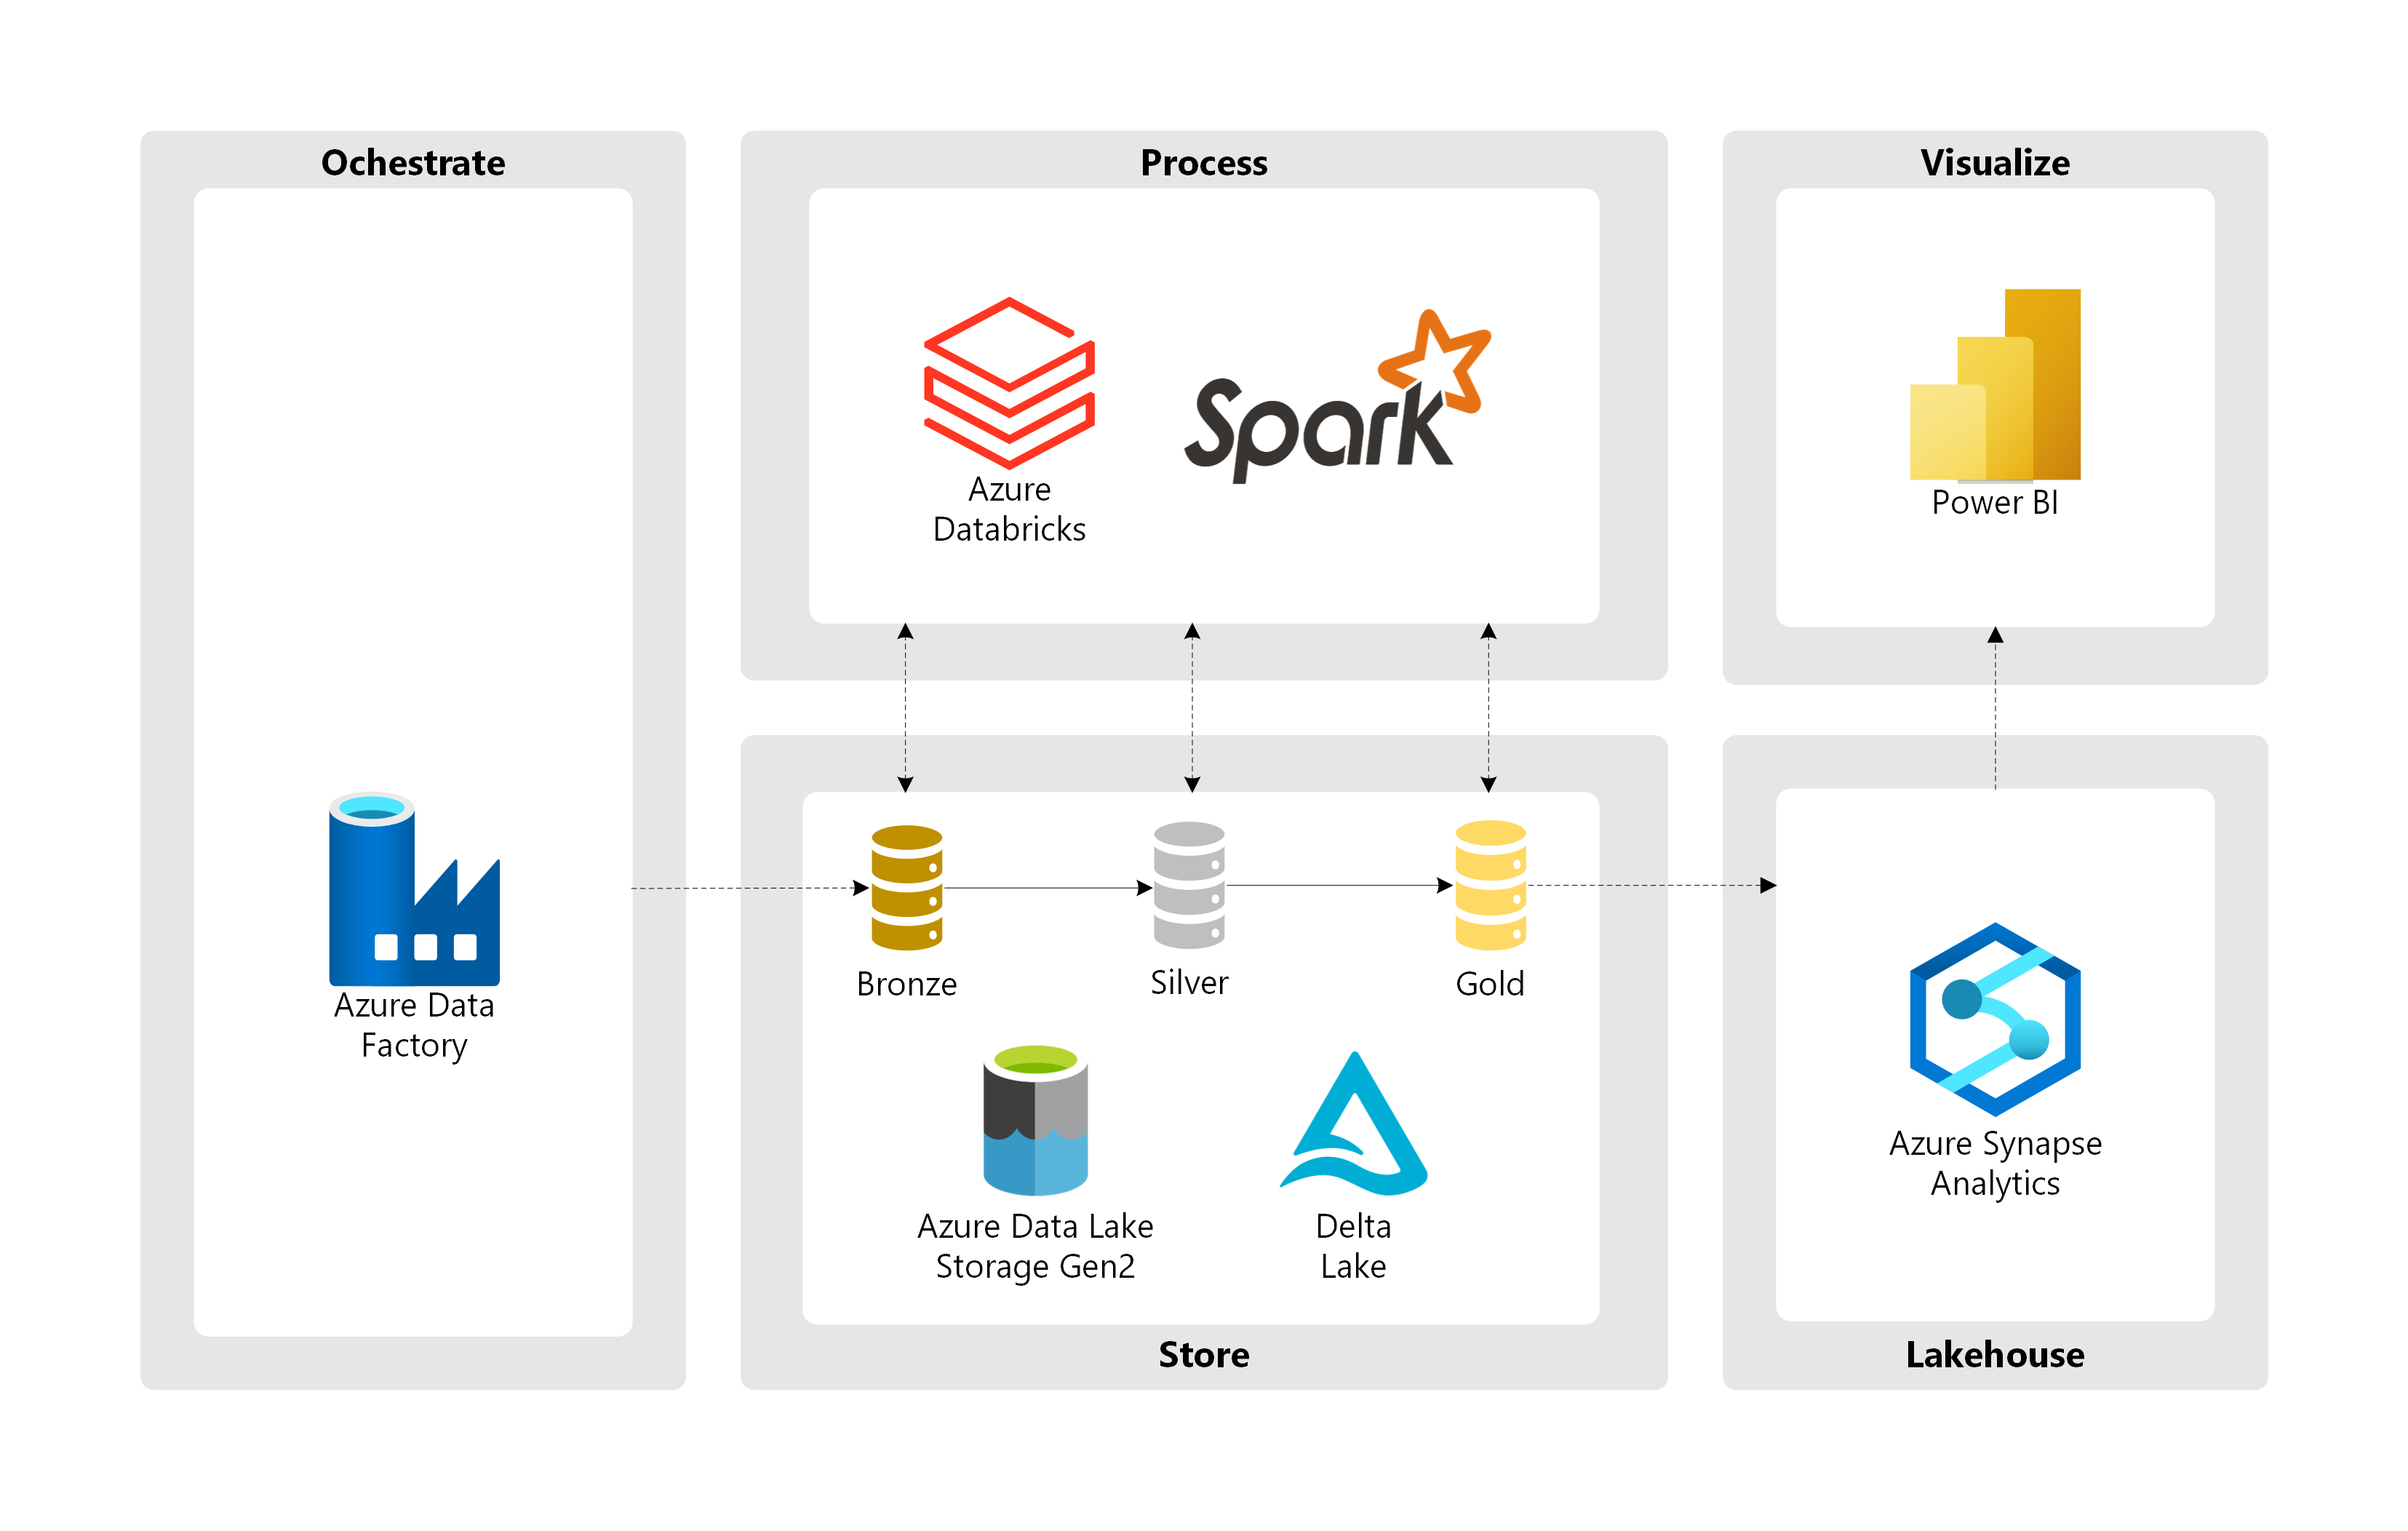 Ochestrate
Process
Visualize
Spark
Azure
Databricks
Power BI
Azure Data
Factory
Bronze
Silver
Gold
Azure Data Lake
Storage Gen2
Delta
Lake
Azure Synapse
Analytics
Store
Lakehouse